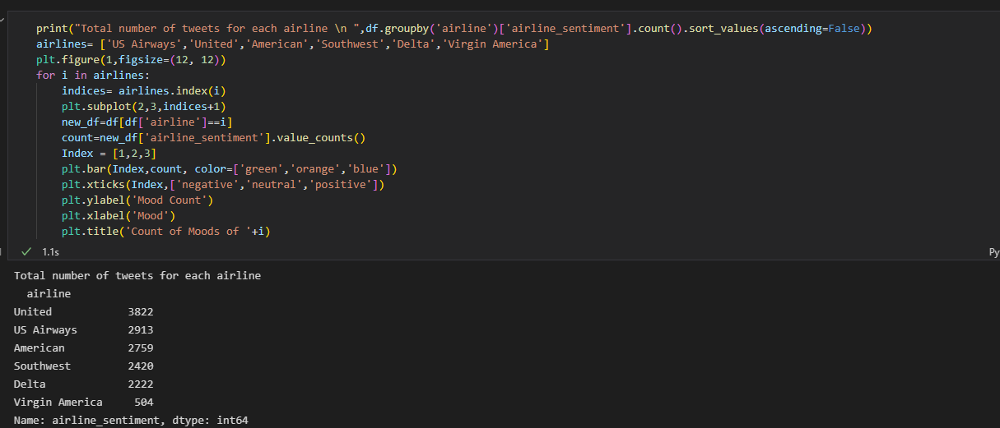 print("Total number of tweets for each airline \n ",df.groupby('airline')['airline_sentiment'].count().sort_values(ascending=False))
airlines= ['US Airways','United','American','Southwest','Delta','Virgin America']
plt.figure(1,figsize=(12, 12))
for i in airlines:
    indices= airlines.index(i)
    plt.subplot(2,3,indices+1)
    new_df=df[df['airline']==i]
    count=new_df['airline_sentiment'].value_counts()
    Index = [1,2,3]
    plt.bar(Index,count, color=['green','orange','blue'])
    plt.xticks(Index,['negative','neutral','positive'])
    plt.ylabel('Mood Count')
    plt.xlabel('Mood')
    plt.title('Count of Moods of '+i)
✓ 1.1s
Py
Total number of tweets for each airline
  airline
United            3822
US Airways        2913
American          2759
Southwest         2420
Delta             2222
Virgin America     504
Name: airline_sentiment, dtype: int64